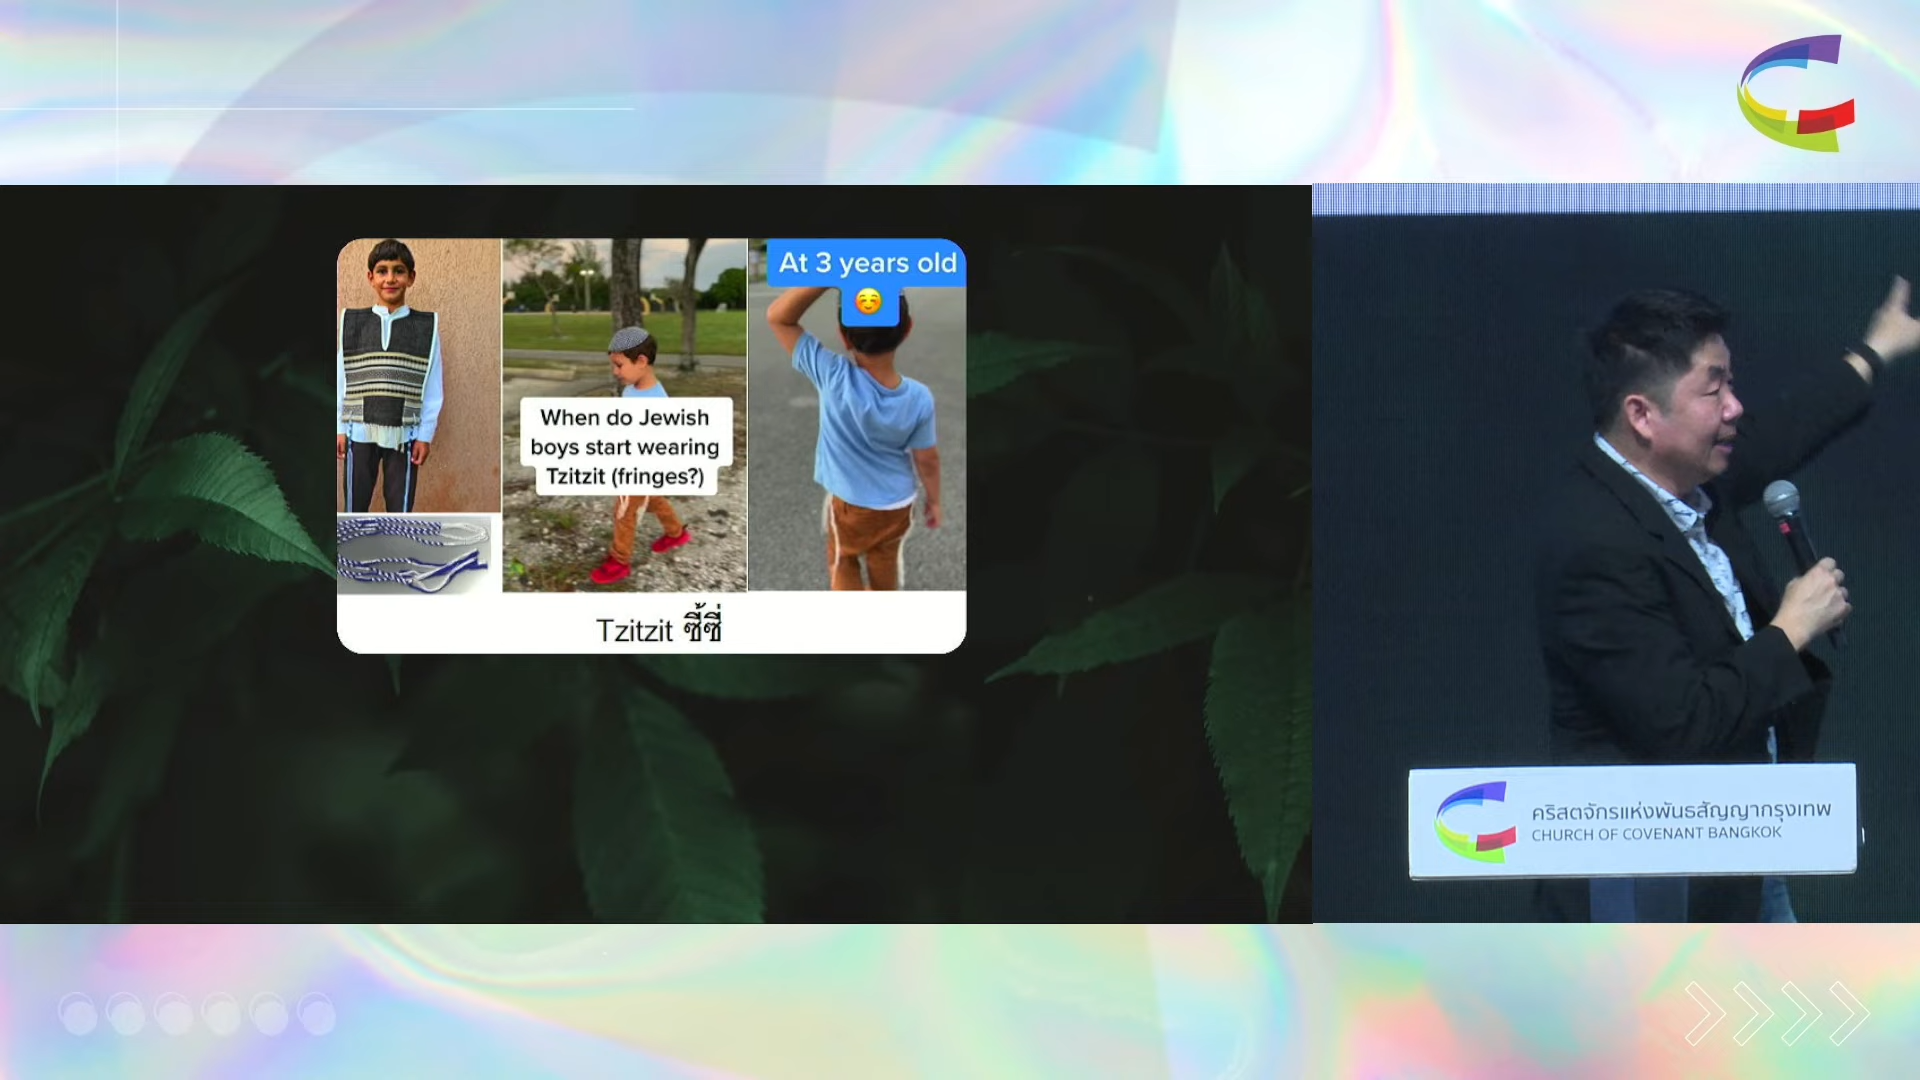 At 3 years old
When do Jewish
boys start wearing
Tzitzit (fringes?)
Tzitzit ซี้ซี่
คริสตจักรแห่งพันธสัญญากรุงเทพ
CHURCH OF COVENANT BANGKOK